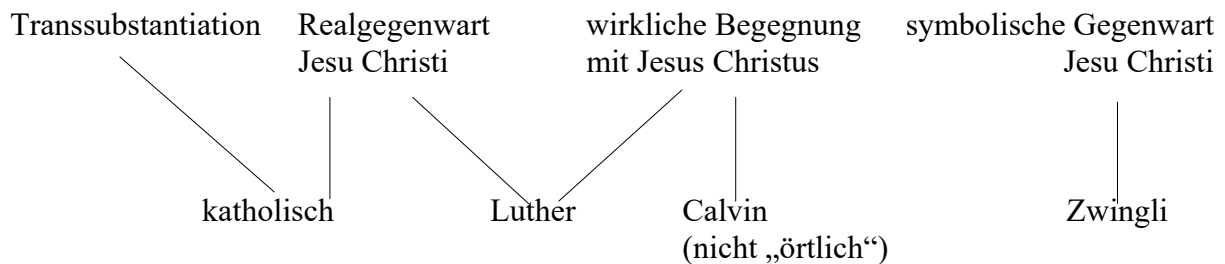 Transsubstantiation Realgegenwart wirkliche Begegnung symbolische Gegenwart
Jesu Christi mit Jesus Christus Jesu Christi
katholisch Luther Calvin Zwingli
(nicht „örtlich“)